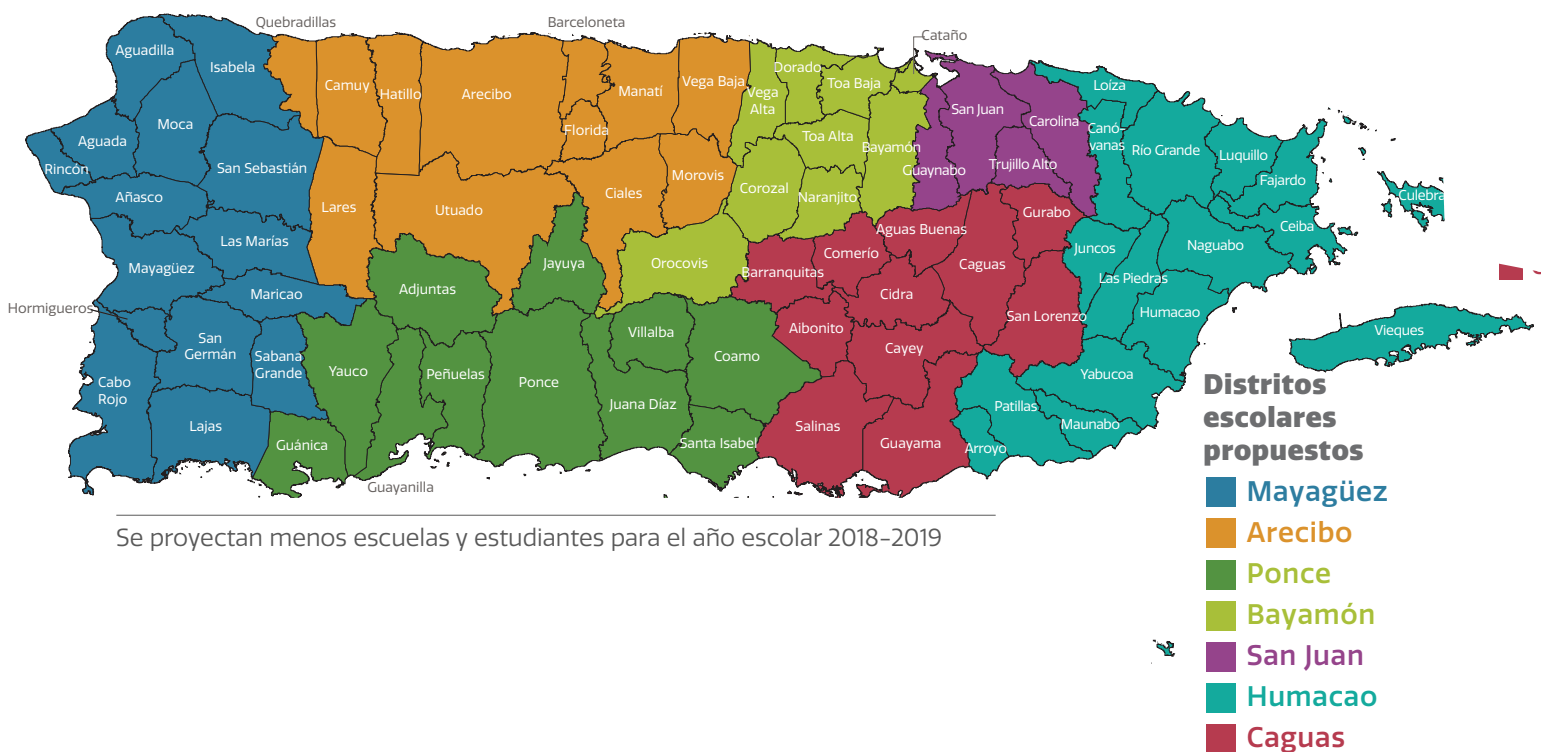 Quebradillas
Barceloneta
Cataño
Aguadilla
Isabela
Camuy
Hatillo
Arecibo
Manatí
Vega Baja
Florida
Dorado
Vega
Alta
Toa Baja
Toa Alta
Bayamón
San Juan
Carolina
Guaynabo
Trujillo Alto
Loíza
Canó-
vanas
Río Grande
Luquillo
Fajardo
Culebra
Ceiba
Moca
Aguada
Rincón
San Sebastián
Añasco
Lares
Utuado
Ciales
Morovis
Corozal
Naranjito
Las Marías
Mayagüez
Maricao
Hormigueros
Adjuntas
Jayuya
Orocovis
Barranquitas
Comerío
Aguas Buenas
Gurabo
Caguas
Cidra
Juncos
Las Piedras
Naguabo
Humacao
San Lorenzo
Aibonito
Cayey
San
Germán
Sabana
Grande
Cabo
Rojo
Lajas
Yauco
Peñuelas
Ponce
Villalba
Coamo
Juana Díaz
Guánica
Santa Isabel
Salinas
Guayama
Yabucoa
Patillas
Maunabo
Arroyo
Vieques
Guayanilla
Se proyectan menos escuelas y estudiantes para el año escolar 2018-2019
Distritos
escolares
propuestos
Mayagüez
Arecibo
Ponce
Bayamón
San Juan
Humacao
Caguas